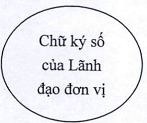 Chữ ký số
của Lãnh
đạo đơn vị